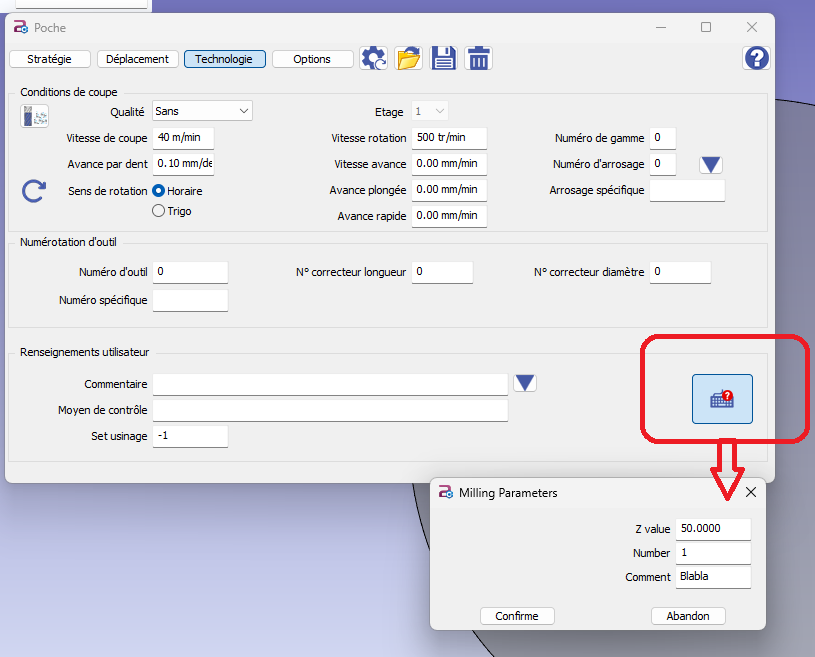 Poche
Stratégie Déplacement Technologie Options
Conditions de coupe
Qualité Sans Etage 1
Vitesse de coupe 40 m/min Vitesse rotation 500 tr/min Numéro de gamme 0
Avance par dent 0.10 mm/de Vitesse avance 0.00 mm/min Numéro d'arrosage 0
Sens de rotation Horaire Avance plongée 0.00 mm/min Arrosage spécifique
Trigo Avance rapide 0.00 mm/min
Numérotation d'outil
Numéro d'outil 0 N° correcteur longueur 0 N° correcteur diamètre 0
Numéro spécifique
Renseignements utilisateur
Commentaire
Moyen de contrôle
Set usinage -1
Milling Parameters
Z value 50.0000
Number 1
Comment Blabla
Confirme Abandon